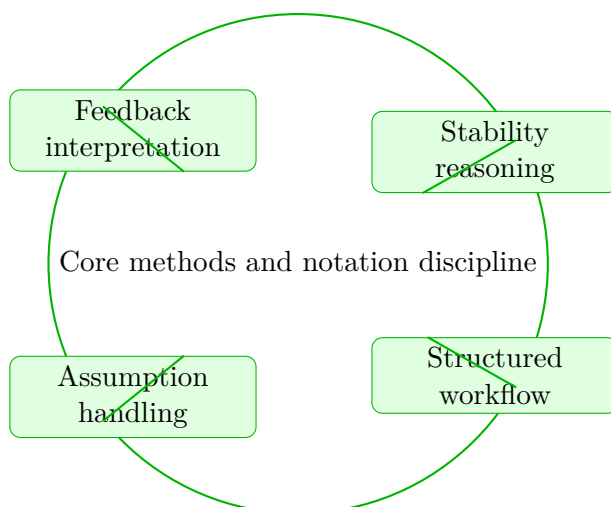 Feedback
interpretation
Stability
reasoning
Core methods and notation discipline
Assumption
handling
Structured
workflow